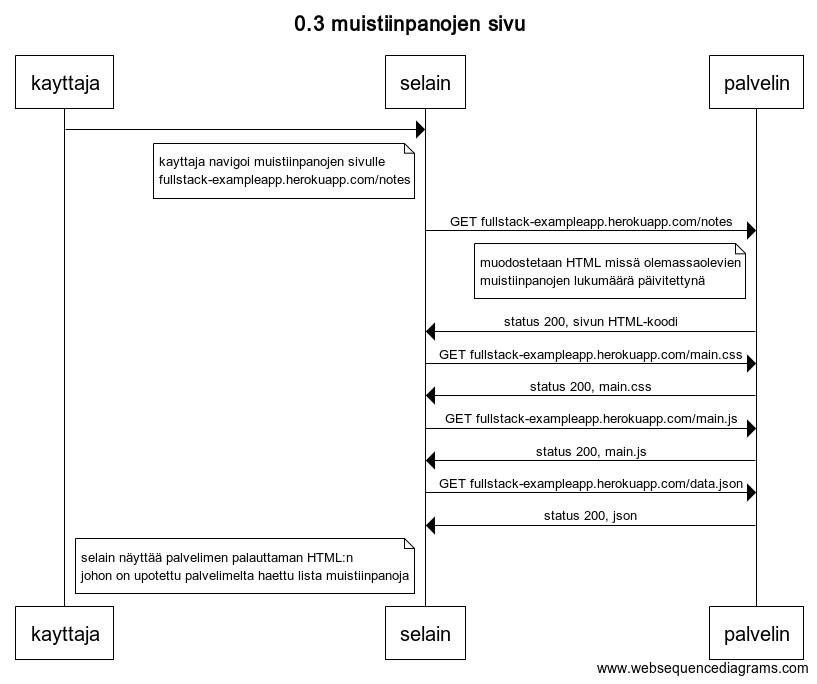 0.3 muistiinpanojen sivu
kayttaja
selain
palvelin
kayttaja navigoi muistiinpanojen sivulle
fullstack-exampleapp.herokuapp.com/notes
GET fullstack-exampleapp.herokuapp.com/notes
muodostetaan HTML missä olemassaolevien
muistiinpanojen lukumäärä päivitettynä
status 200, sivun HTML-koodi
GET fullstack-exampleapp.herokuapp.com/main.css
status 200, main.css
GET fullstack-exampleapp.herokuapp.com/main.js
status 200, main.js
GET fullstack-exampleapp.herokuapp.com/data.json
status 200, json
selain näyttää palvelimen palauttaman HTML:n
johon on upotettu palvelimelta haettu lista muistiinpanoja
kayttaja
selain
palvelin
www.websequencediagrams.com